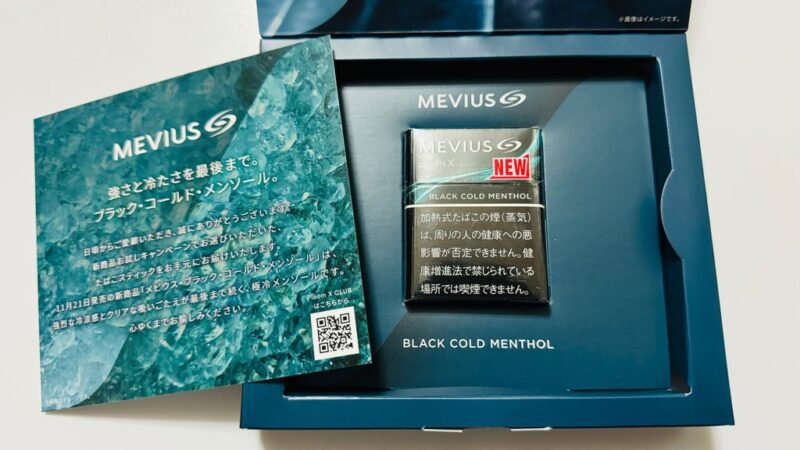 MEVIUS
強さと冷たさを最後まで。
ブラック・コールド・メンソール。
日頃からご愛顧いただき、誠にありがとうございます。
新商品お試しキャンペーンでお選びいただいた、
たばこスティックをお手元にお届けいたします。
11月21日発売の新商品「メビウス・ブラック・コールド・メンソール」は、
強烈な冷涼感とクリアな吸いごたえが最後まで続く、極冷メンソールです。
心ゆくまでお愉しみください。
Ploom X CLUB
はこちらから
※画像はイメージです。
MEVIUS
MEVIUS
Ploom X
NEW
BLACK COLD MENTHOL
加熱式たばこの煙（蒸気）
は、周りの人の健康への悪
影響が否定できません。健
康増進法で禁じられている
場所では喫煙できません。
BLACK COLD MENTHOL